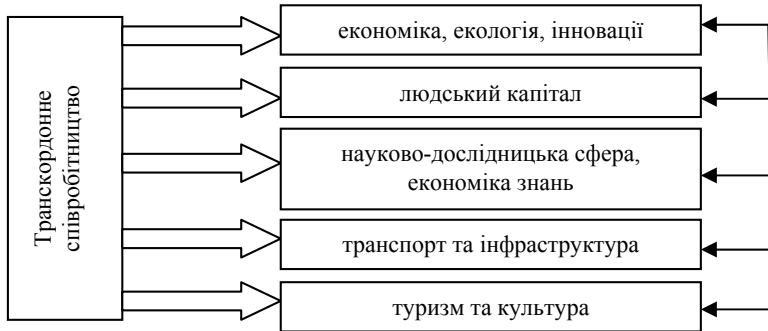 Транскордонне
співробітництво
економіка, екологія, інновації
людський капітал
науково-дослідницька сфера,
економіка знань
транспорт та інфраструктура
туризм та культура